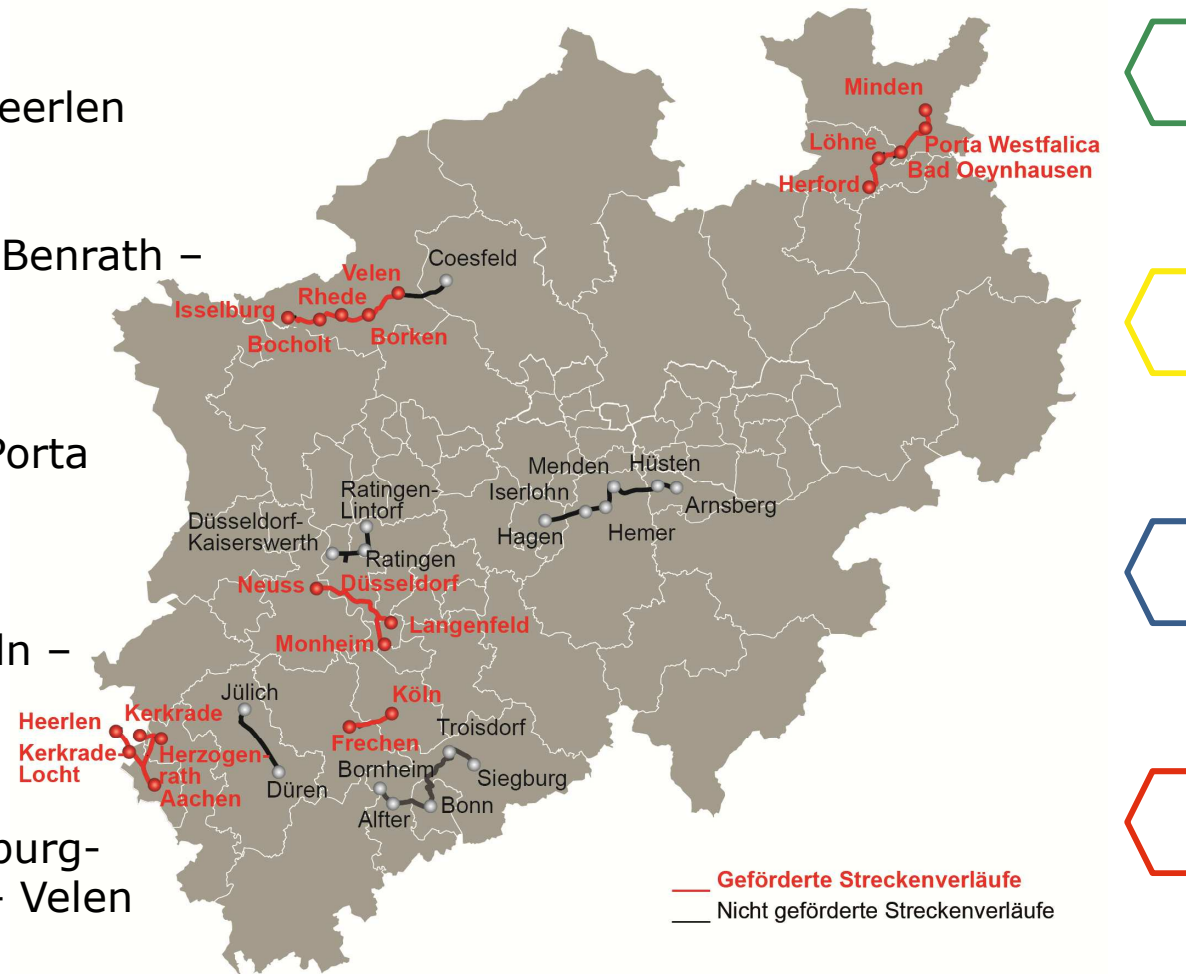 eerlen
Benrath –
Porta
ln –
burg-
– Velen
Minden
Löhne
Porta Westfalica
Bad Oeynhausen
Herford
Coesfeld
Velen
Rhede
Isselburg
Borken
Bocholt
Menden
Hüsten
Iserlohn
Arnsberg
Hagen
Hemer
Ratingen-
Lintorf
Düsseldorf-
Kaiserswerth
Ratingen
Neuss
Düsseldorf
Langenfeld
Monheim
Jülich
Köln
Heerlen
Kerkrade
Troisdorf
Frechen
Kerkrade-
Locht
Herzogen-
rath
Bornheim
Siegburg
Düren
Aachen
Bonn
Alfter
Geförderte Streckenverläufe
Nicht geförderte Streckenverläufe